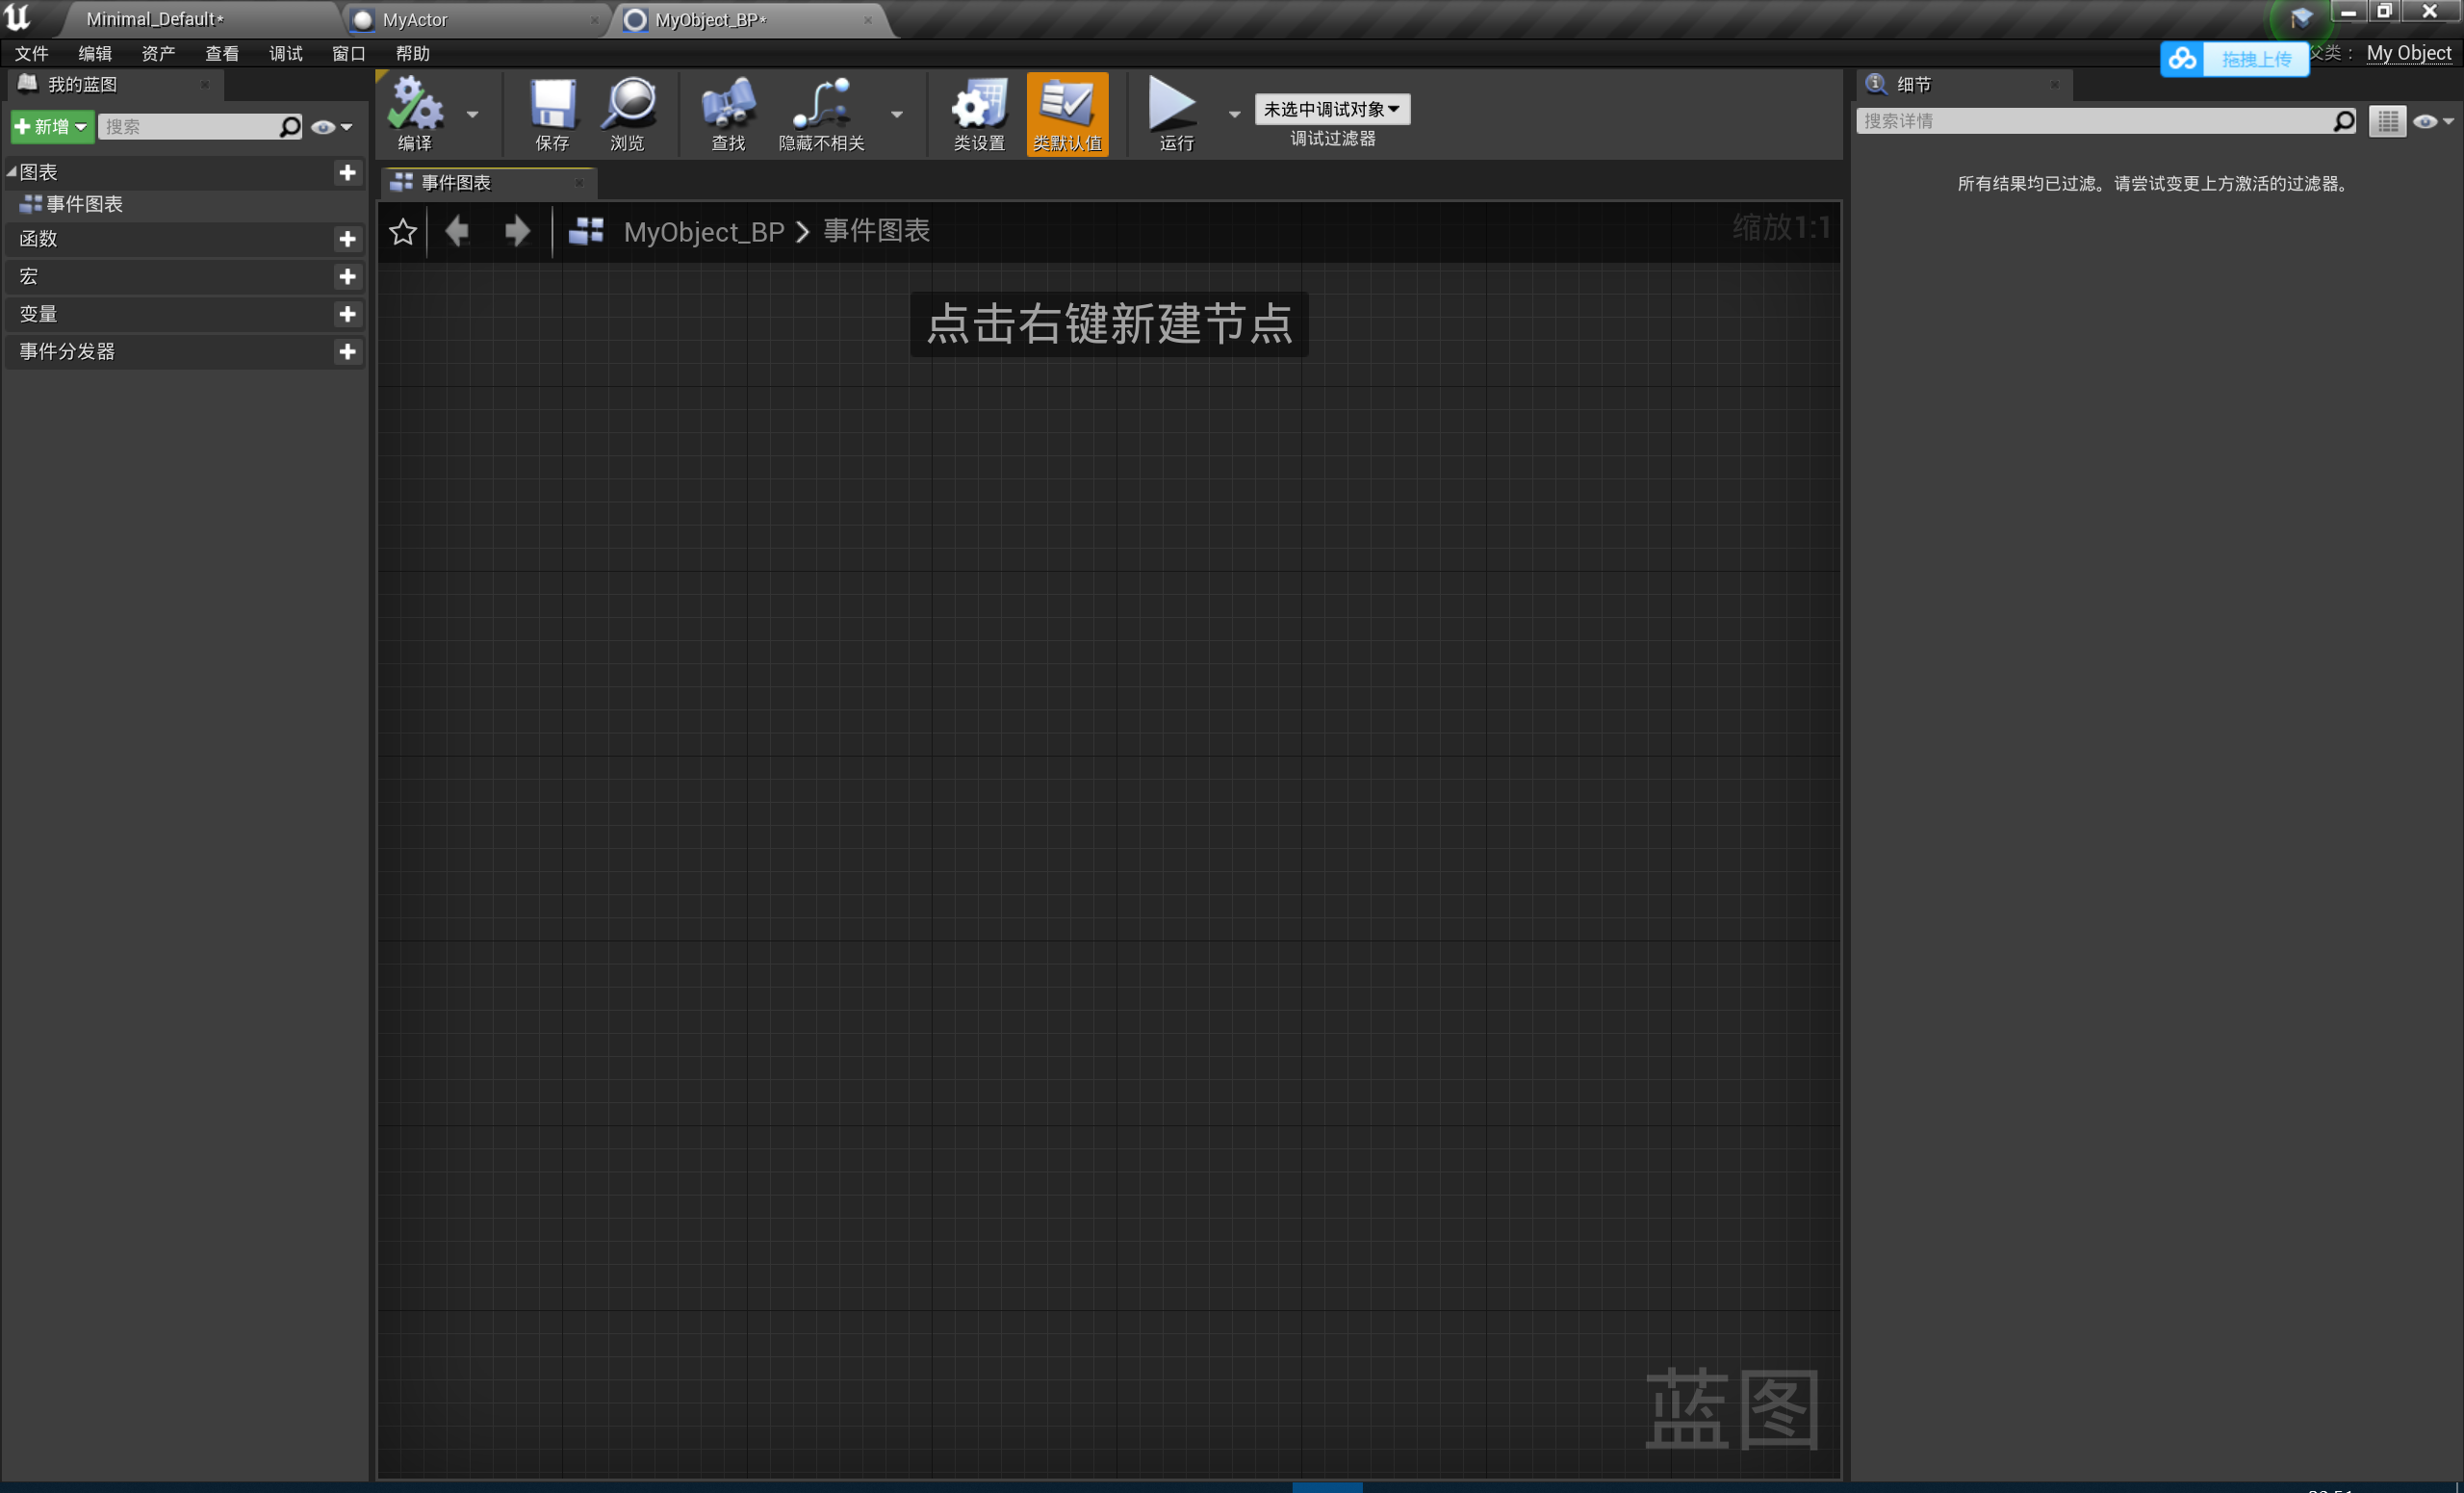 Minimal_Default*
MyActor
MyObject_BP*
文件 编辑 资产 查看 调试 窗口 帮助
拖拽上传
父类： My Object
我的蓝图
新增
搜索
图表
事件图表
函数
宏
变量
事件分发器
编译
保存
浏览
查找
隐藏不相关
类设置
类默认值
运行
未选中调试对象
调试过滤器
事件图表
MyObject_BP
事件图表
缩放1:1
点击右键新建节点
蓝图
细节
搜索详情
所有结果均已过滤。请尝试变更上方激活的过滤器。